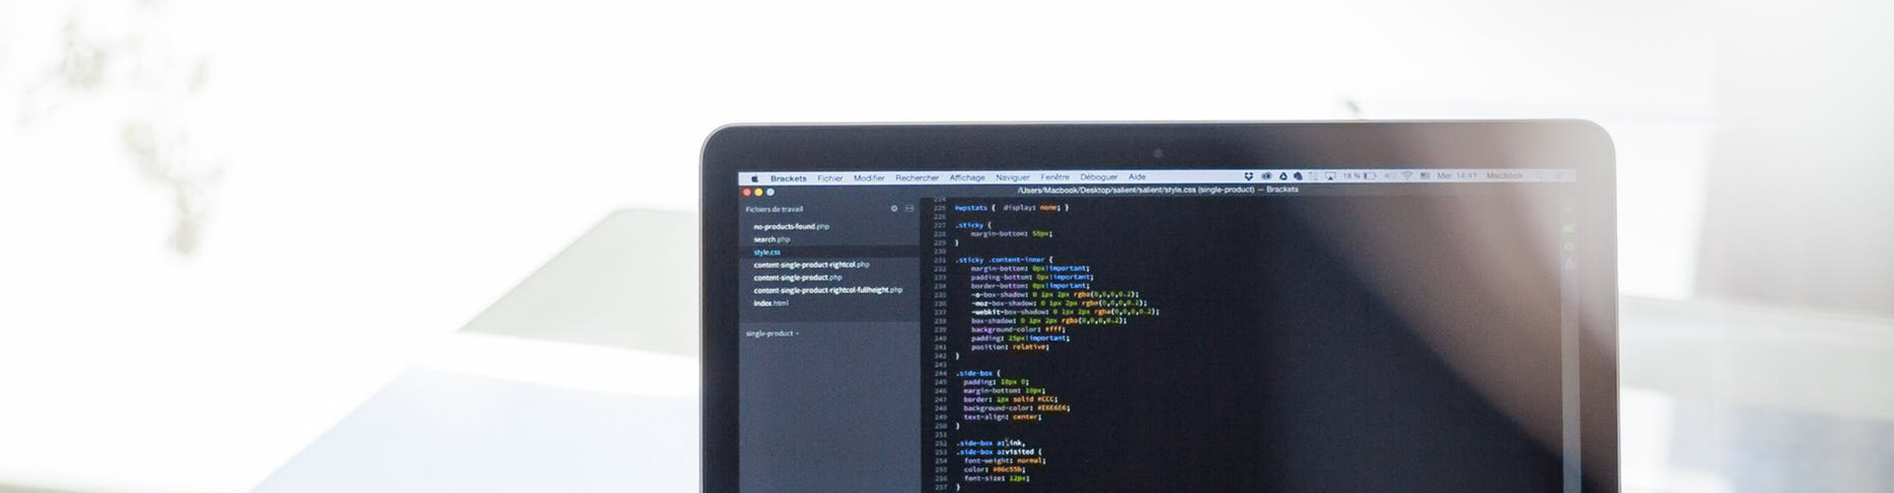 Brackets Fichier Modifier Rechercher Affichage Naviguer Fenêtre Déboguer Aide 18 % Mer. 14:41 Macbook
/Users/Macbook/Desktop/salient/salient/style.css (single-product) — Brackets
Fichiers de travail
no-products-found.php
search.php
style.css
content-single-product-rightcol.php
content-single-product.php
content-single-product-rightcol-fullheight.php
index.html
single-product
224
225 #wpstats { display: none; }
226
227 .sticky {
228 margin-bottom: 50px;
229 }
230
231 .sticky .content-inner {
232 margin-bottom: 0px!important;
233 padding-bottom: 0px!important;
234 border-bottom: 0px!important;
235 -o-box-shadow: 0 1px 2px rgba(0,0,0,0.2);
236 -moz-box-shadow: 0 1px 2px rgba(0,0,0,0.2);
237 -webkit-box-shadow: 0 1px 2px rgba(0,0,0,0.2);
238 box-shadow: 0 1px 2px rgba(0,0,0,0.2);
239 background-color: #fff;
240 padding: 25px!important;
241 position: relative;
242 }
243
244 .side-box {
245 padding: 10px 0;
246 margin-bottom: 10px;
247 border: 1px solid #CCC;
248 background-color: #E6E6E6;
249 text-align: center;
250 }
251
252 .side-box a:link,
253 .side-box a:visited {
254 font-weight: normal;
255 color: #06c55b;
256 font-size: 12px;
257 }